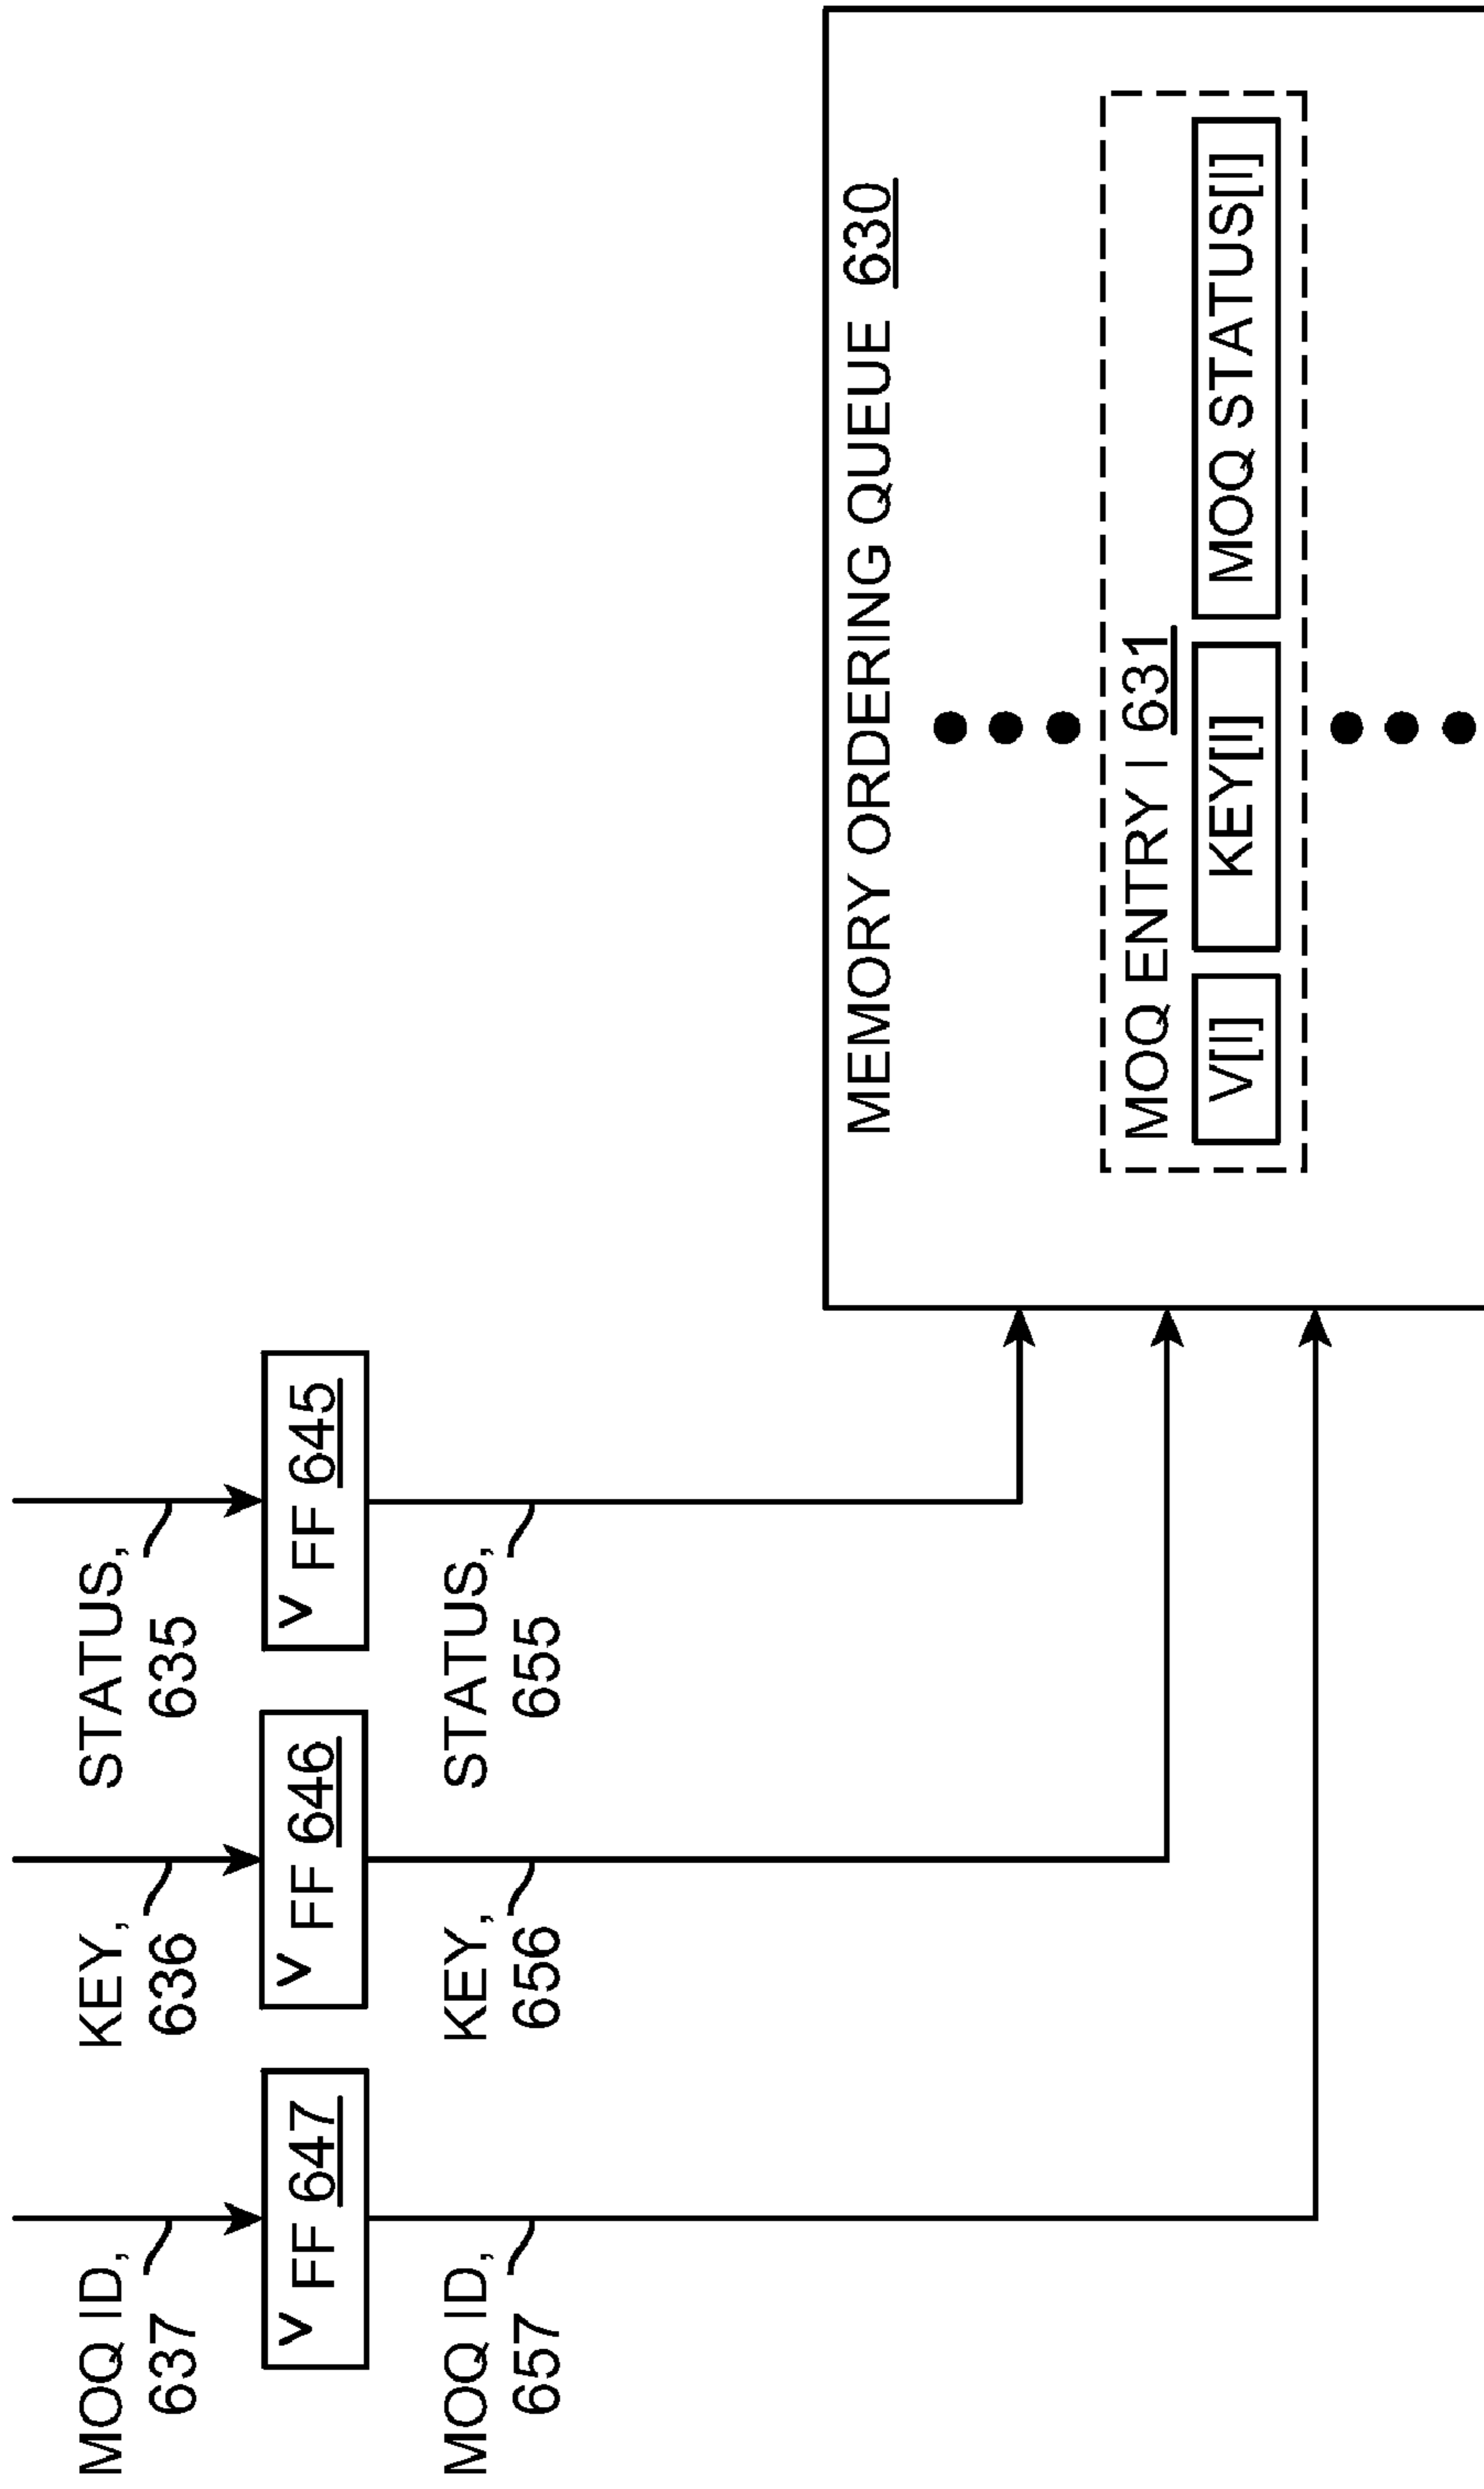 MOQ ID,
637
KEY,
636
STATUS,
635
FF 647
FF 646
FF 645
MOQ ID,
657
KEY,
656
STATUS,
655
MEMORY ORDERING QUEUE 630
MOQ ENTRY I 631
V[I]
KEY[I]
MOQ STATUS[I]